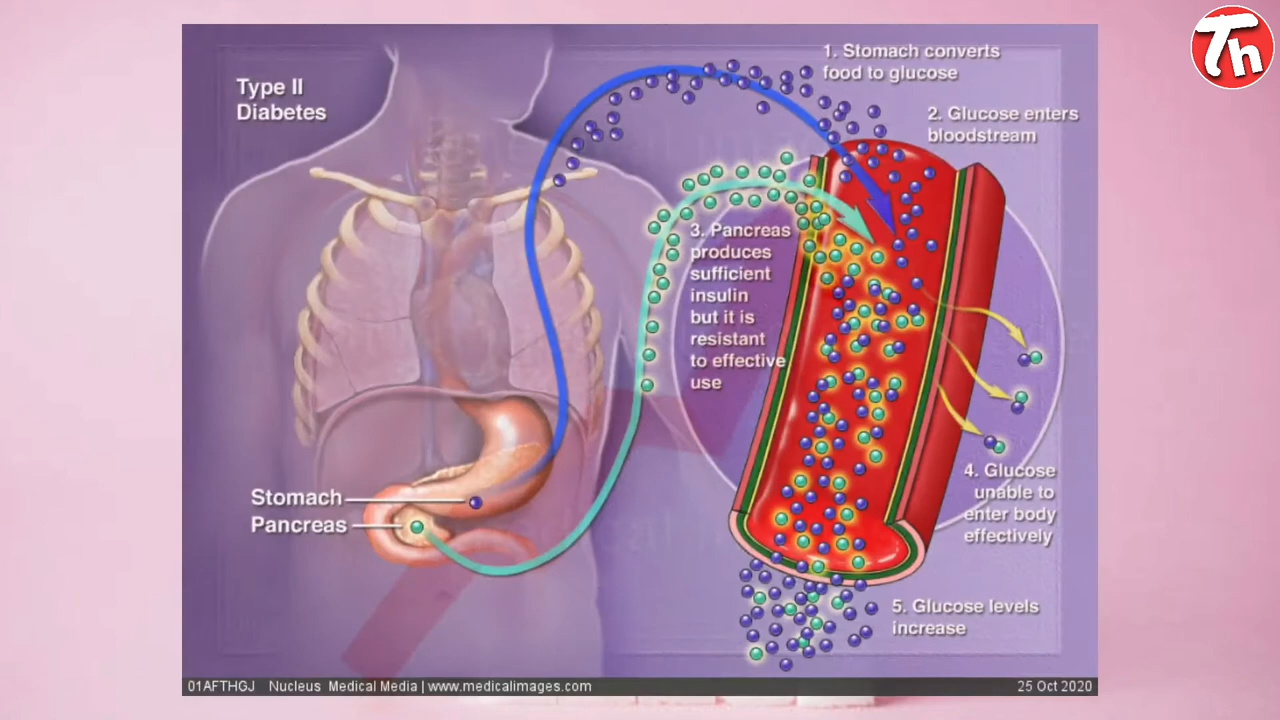 Th
Type II
Diabetes
1. Stomach converts
food to glucose
2. Glucose enters
bloodstream
3. Pancreas
produces
sufficient
insulin
but it is
resistant
to effective
use
Stomach
Pancreas
4. Glucose
unable to
enter body
effectively
5. Glucose levels
increase
01AFTHGJ Nucleus Medical Media | www.medicalimages.com
25 Oct 2020